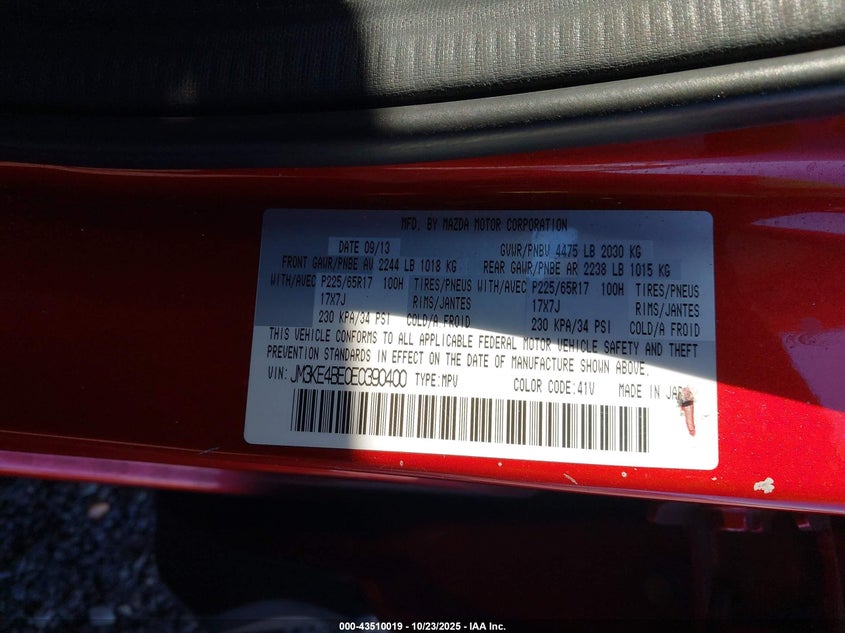 MFD. BY MAZDA MOTOR CORPORATION
DATE 09/13 GVWR/PNBV 4475 LB 2030 KG
FRONT GAWR/PNBE AV 2244 LB 1018 KG REAR GAWR/PNBE AR 2238 LB 1015 KG
WITH/AVEC P225/65R17 100H TIRES/PNEUS WITH/AVEC P225/65R17 100H TIRES/PNEUS
17X7J RIMS/JANTES 17X7J RIMS/JANTES
230 KPA/34 PSI COLD/A FROID 230 KPA/34 PSI COLD/A FROID
THIS VEHICLE CONFORMS TO ALL APPLICABLE FEDERAL MOTOR VEHICLE SAFETY AND THEFT
PREVENTION STANDARDS IN EFFECT ON THE DATE OF MANUFACTURE SHOWN ABOVE.
VIN: JM3KE4BE0E0390400 TYPE:MPV COLOR CODE:41V MADE IN
000-43510019 - 10/23/2025 - IAA Inc.